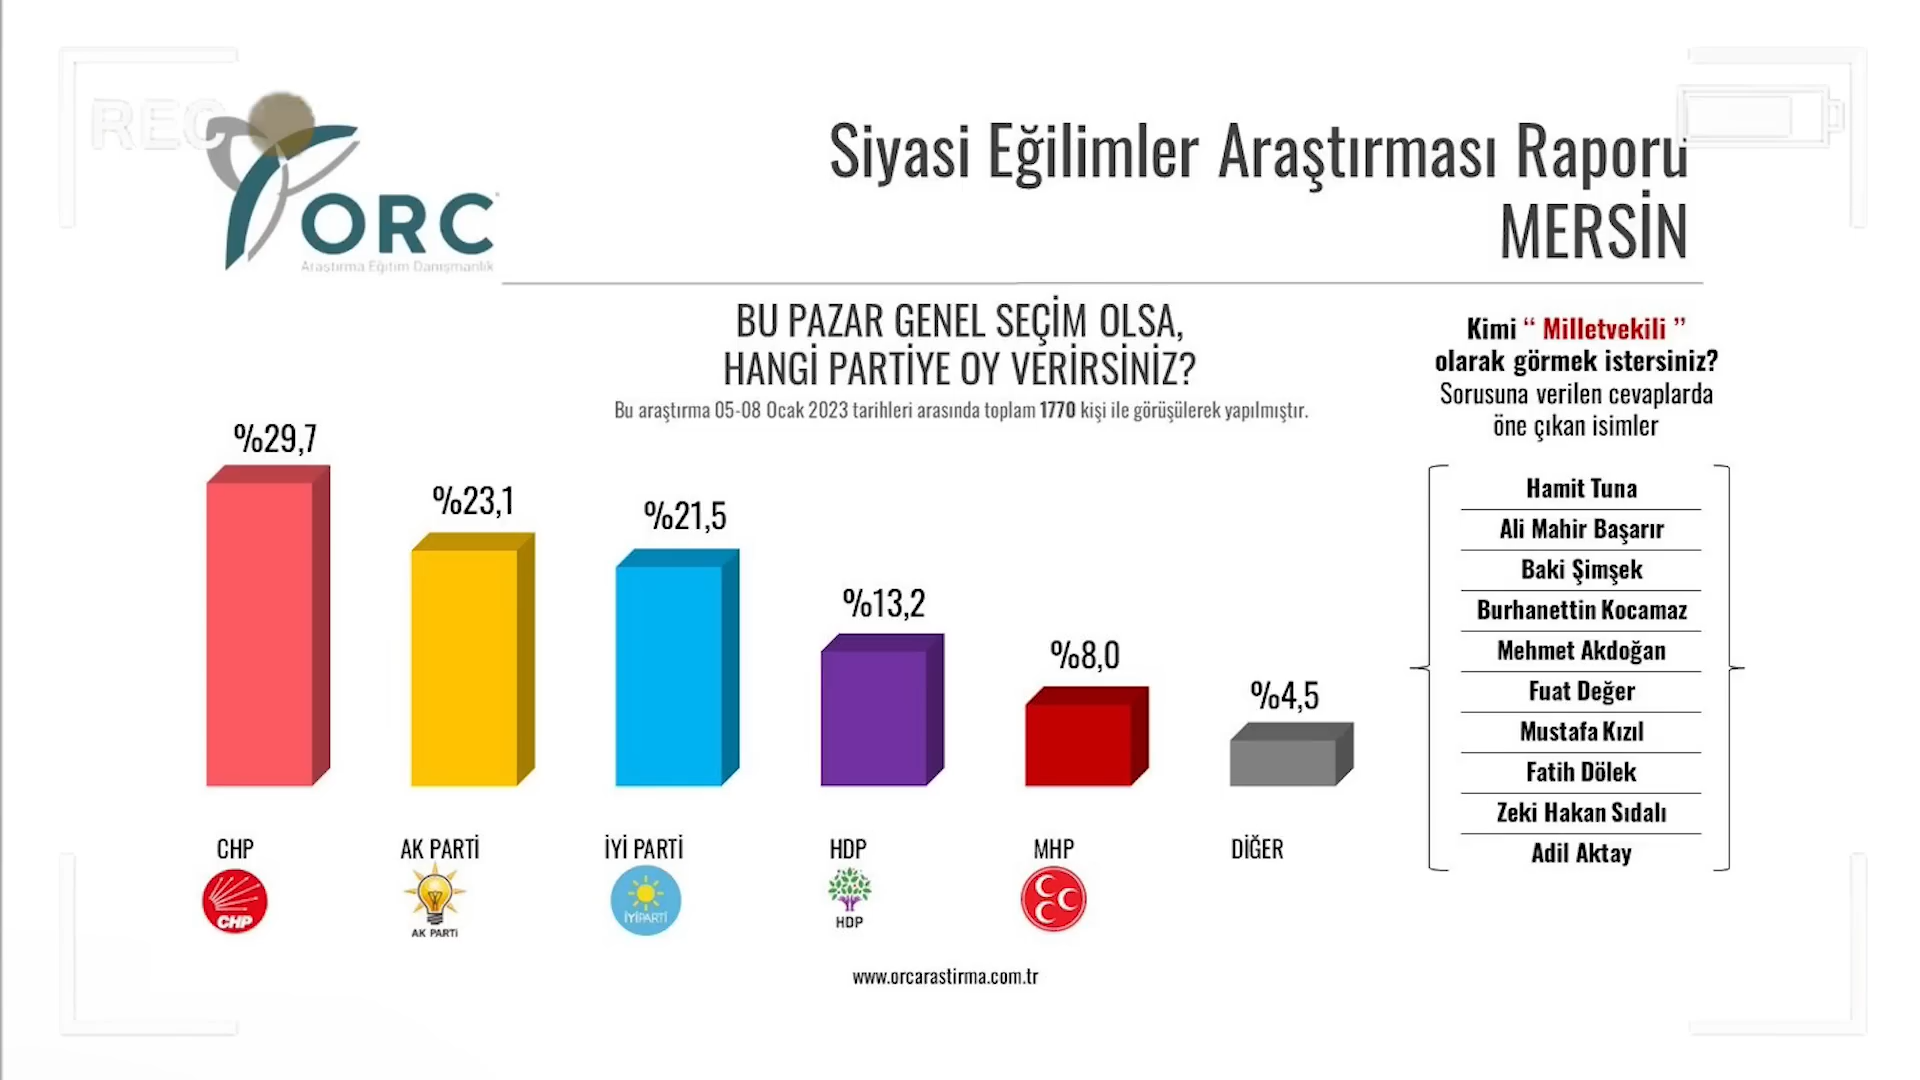 REC
ORC
Araştırma Eğitim Danışmanlık
Siyasi Eğilimler Araştırması Raporu
MERSİN
BU PAZAR GENEL SEÇİM OLSA,
HANGİ PARTİYE OY VERİRSİNİZ?
Bu araştırma 05-08 Ocak 2023 tarihleri arasında toplam 1770 kişi ile görüşülerek yapılmıştır.
%29,7
%23,1
%21,5
%13,2
%8,0
%4,5
CHP
AK PARTİ
İYİ PARTİ
HDP
MHP
DİĞER
CHP
AK PARTİ
İYİ PARTİ
HDP
Kimi “ Milletvekili ”
olarak görmek istersiniz?
Sorusuna verilen cevaplarda
öne çıkan isimler
Hamit Tuna
Ali Mahir Başarır
Baki Şimşek
Burhanettin Kocamaz
Mehmet Akdoğan
Fuat Değer
Mustafa Kızıl
Fatih Dölek
Zeki Hakan Sıdalı
Adil Aktay
www.orcarastirma.com.tr